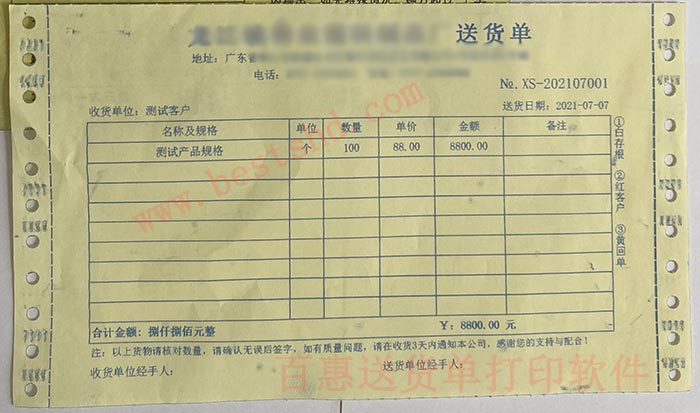 送货单
地址：广东省
电话：
№. XS-202107001
收货单位：测试客户
送货日期：2021-07-07
名称及规格 单位 数量 单价 金额 备注
测试产品规格 个 100 88.00 8800.00
合计金额：捌仟捌佰元整 ￥：8800.00 元
注：以上货物请核对数量，请确认无误后签字，如有质量问题，请在收货3天内通知本公司，感谢您的支持与配合！
收货单位经手人： 送货单位经手人：
①白存根 ②红客户 ③黄回单
www.bestshd.com
百惠送货单打印软件